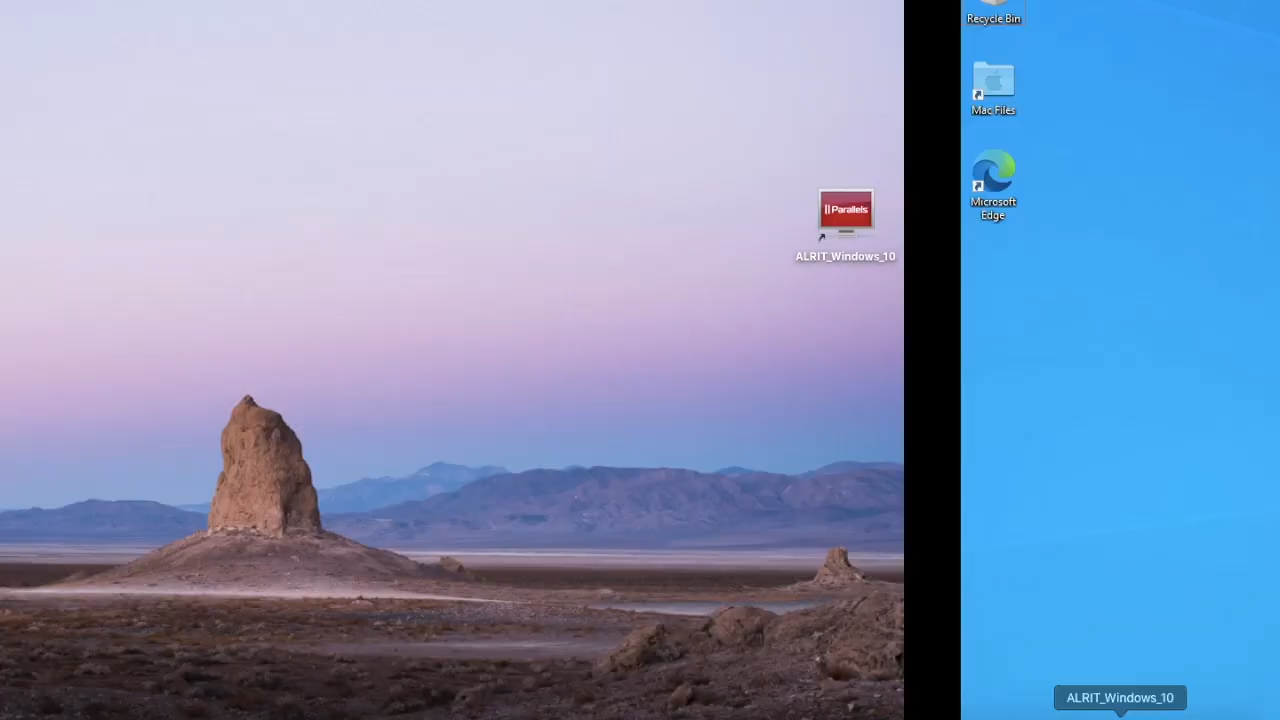 Recycle Bin
Mac Files
Parallels
Microsoft
Edge
ALRIT_Windows_10
ALRIT_Windows_10